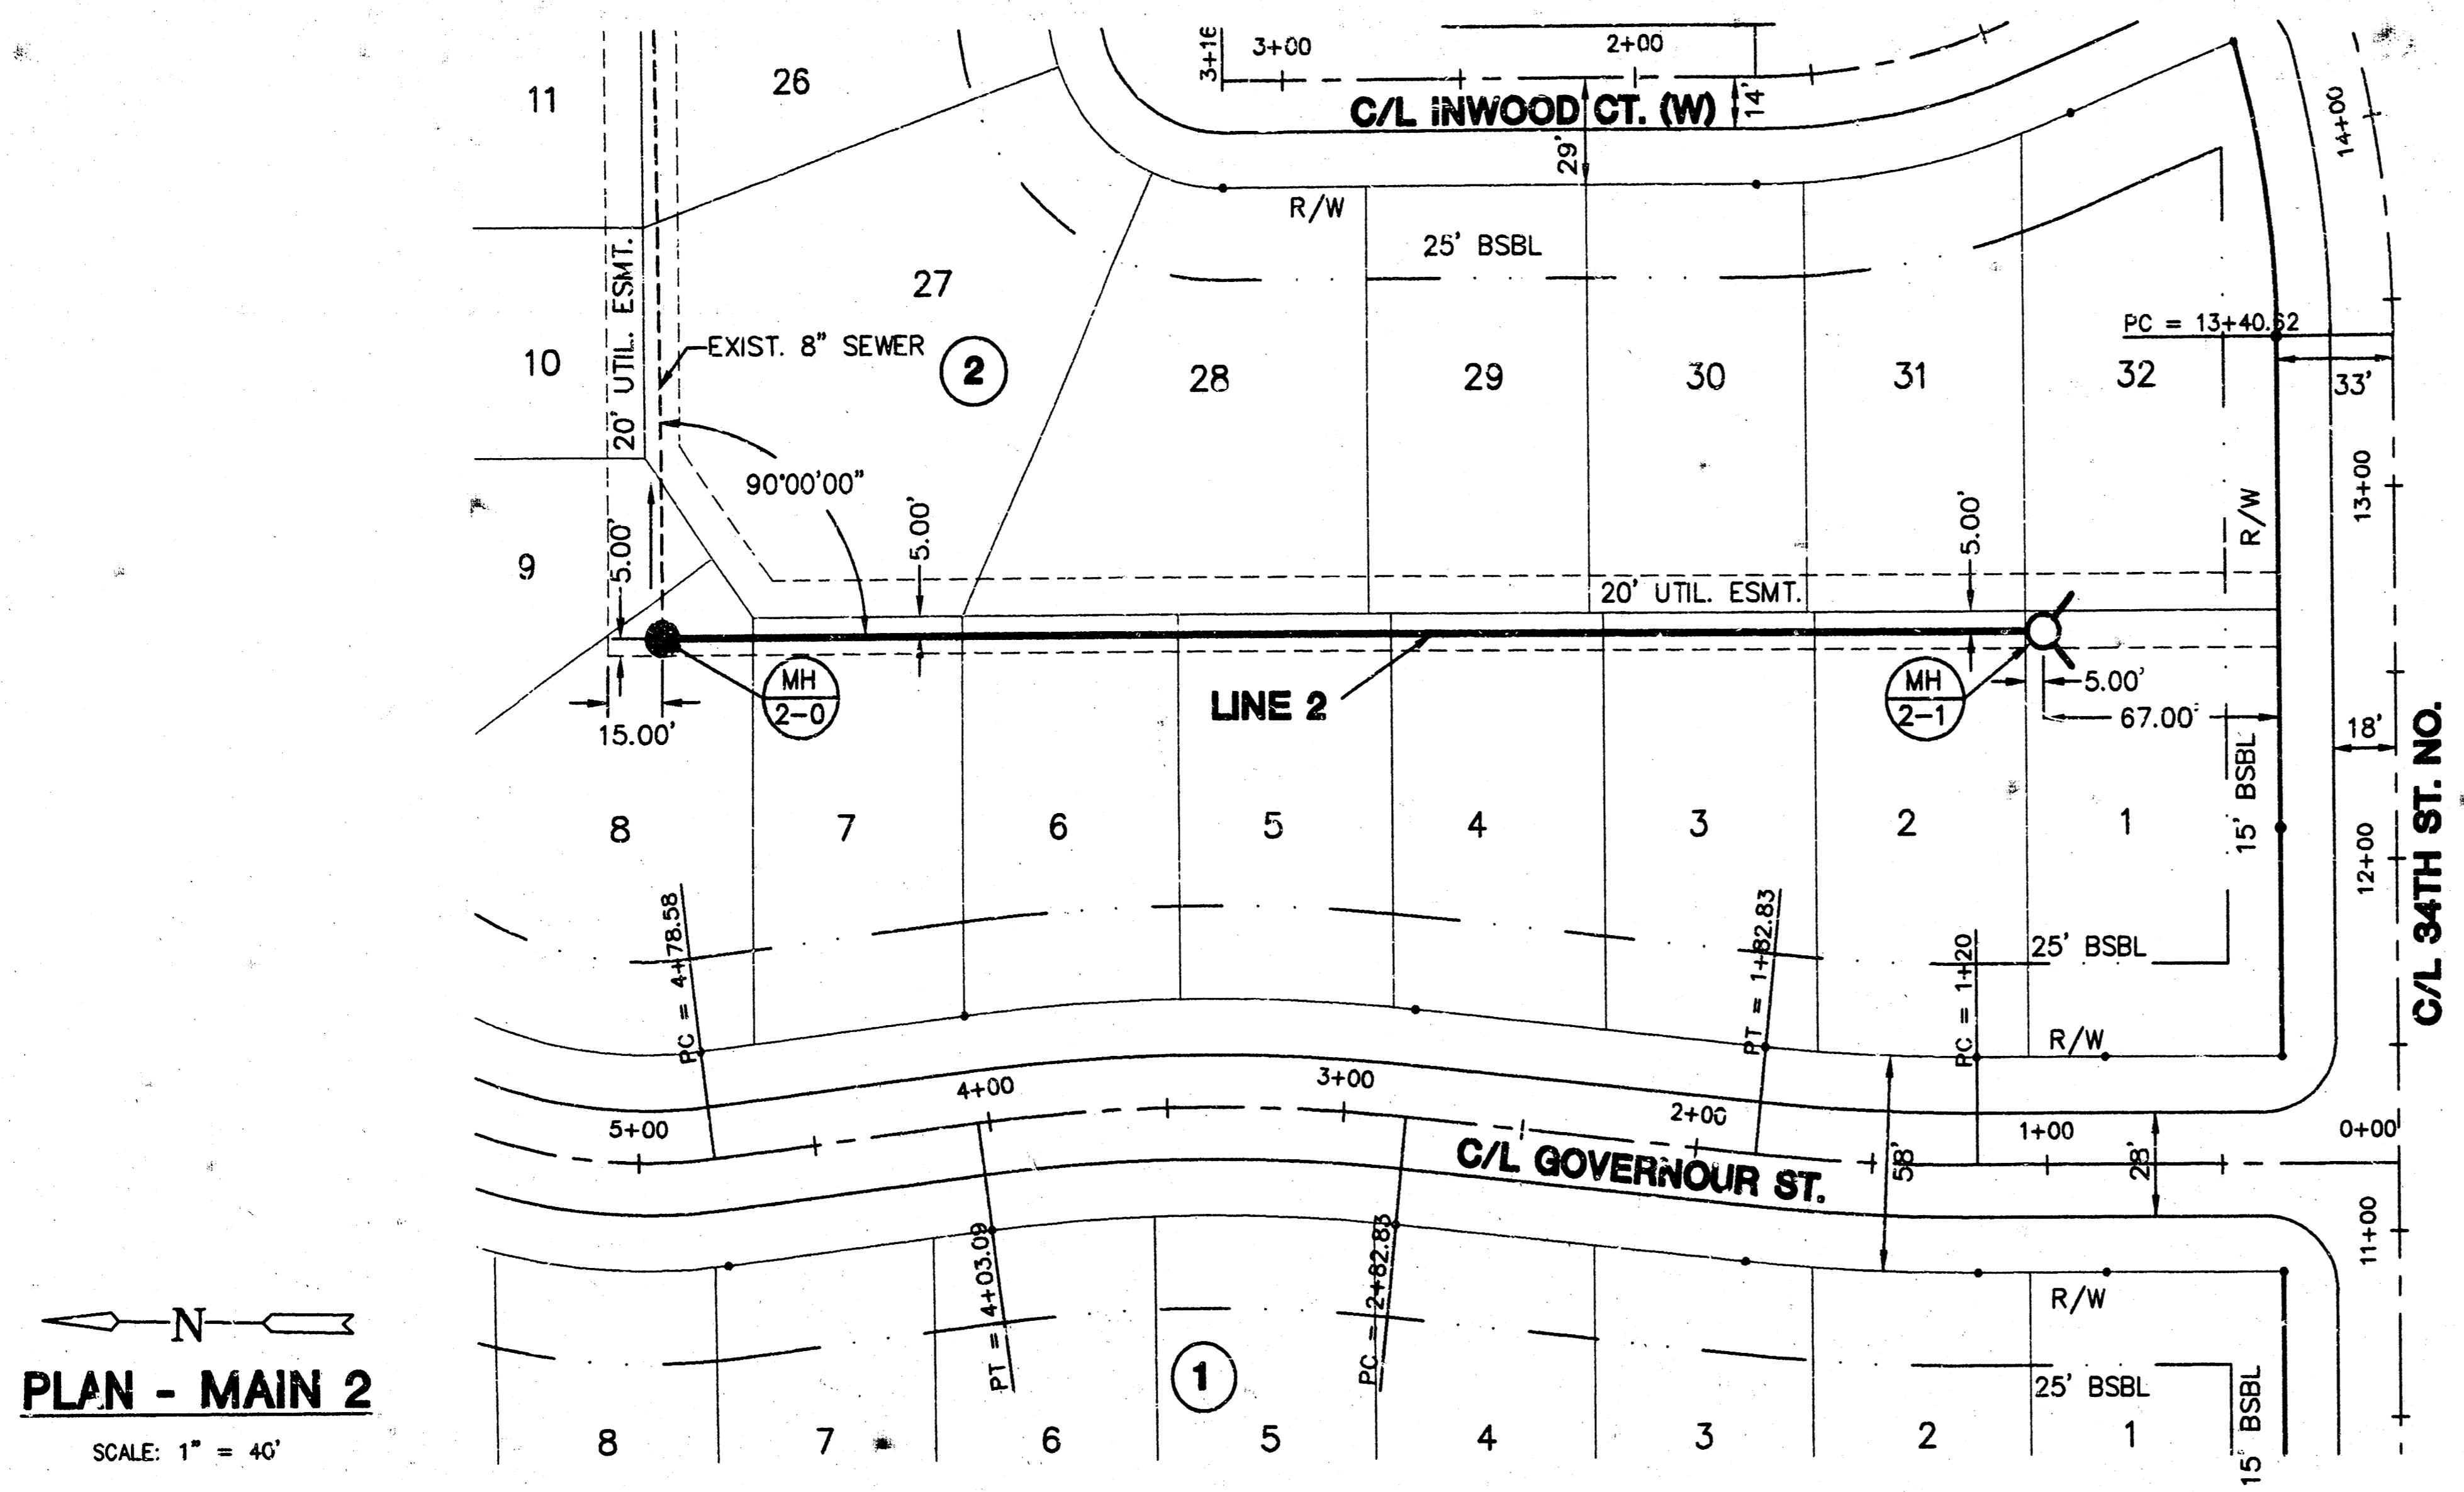 3+16
3+00
2+00
C/L INWOOD CT. (W)
14'
29'
14+00
11
26
R/W
25' BSBL
20' UTIL. ESMT.
27
PC = 13+40.62
EXIST. 8" SEWER
2
10
28
29
30
31
32
33'
90°00'00"
5.00'
5.00'
5.00'
R/W
13+00
9
20' UTIL. ESMT.
MH
2-0
15.00'
LINE 2
MH
2-1
5.00'
67.00'
18'
15' BSBL
C/L 34TH ST. NO.
8
7
6
5
4
3
2
1
12+00
PC = 4+78.58
PT = 1+82.83
PC = 1+20
25' BSBL
R/W
5+00
4+00
3+00
2+00
1+00
0+00
C/L GOVERNOUR ST.
58'
28'
11+00
PT = 4+03.09
PC = 2+82.83
R/W
N
PLAN - MAIN 2
SCALE: 1" = 40'
1
25' BSBL
15' BSBL
8
7
6
5
4
3
2
1